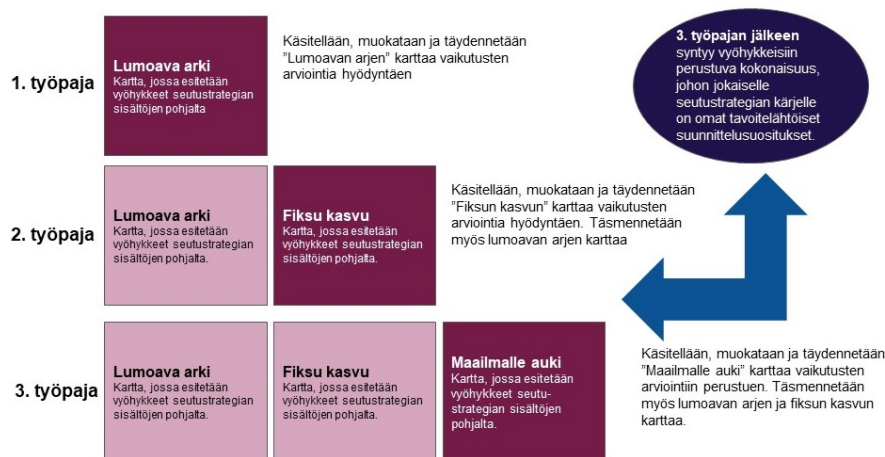 1. työpaja
Lumoava arki
Kartta, jossa esitetään
vyöhykkeet seutustrategian
sisältöjen pohjalta
Käsitellään, muokataan ja täydennetään
"Lumoavan arjen" karttaa vaikutusten
arviointia hyödyntäen
3. työpajan jälkeen
syntyy vyöhykkeisiin
perustuva kokonaisuus,
johon jokaiselle
seutustrategian kärjelle
on omat tavoitelähtöiset
suunnittelusuositukset.
2. työpaja
Lumoava arki
Kartta, jossa esitetään
vyöhykkeet seutustrategian
sisältöjen pohjalta.
Fiksu kasvu
Kartta, jossa esitetään
vyöhykkeet seutustrategian
sisältöjen pohjalta.
Käsitellään, muokataan ja täydennetään
"Fiksun kasvun" karttaa vaikutusten
arviointia hyödyntäen. Täsmennetään
myös lumoavan arjen karttaa
3. työpaja
Lumoava arki
Kartta, jossa esitetään
vyöhykkeet seutustrategian
sisältöjen pohjalta.
Fiksu kasvu
Kartta, jossa esitetään
vyöhykkeet seutustrategian
sisältöjen pohjalta.
Maailmalle auki
Kartta, jossa esitetään
vyöhykkeet seutu-
strategian sisältöjen
pohjalta.
Käsitellään, muokataan ja täydennetään
"Maailmalle auki" karttaa vaikutusten
arviointiin perustuen. Täsmennetään
myös lumoavan arjen ja fiksun kasvun
karttaa.